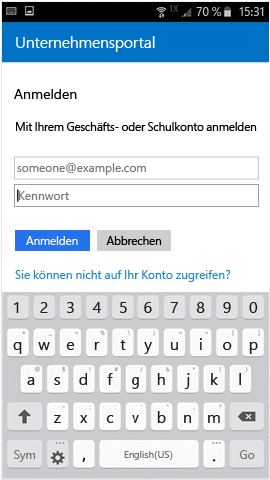 1X 70 % 15:31
Unternehmensportal
Anmelden
Mit Ihrem Geschäfts- oder Schulkonto anmelden
someone@example.com
Kennwort
Anmelden Abbrechen
Sie können nicht auf Ihr Konto zugreifen?
1 2 3 4 5 6 7 8 9 0
q w e r t y u i o p
a s d f g h j k l
z x c v b n m
Sym , English(US) . Go